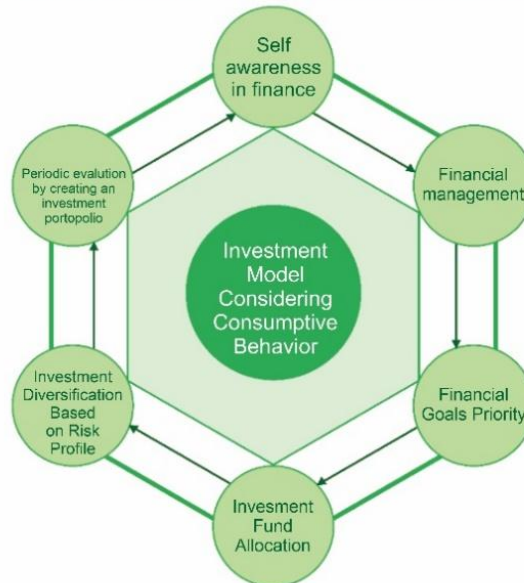 Self
awareness
in finance
Financial
management
Financial
Goals Priority
Invesment
Fund
Allocation
Investment
Diversification
Based
on Risk
Profile
Periodic evalution
by creating an
investment
portopolio
Investment
Model
Considering
Consumptive
Behavior